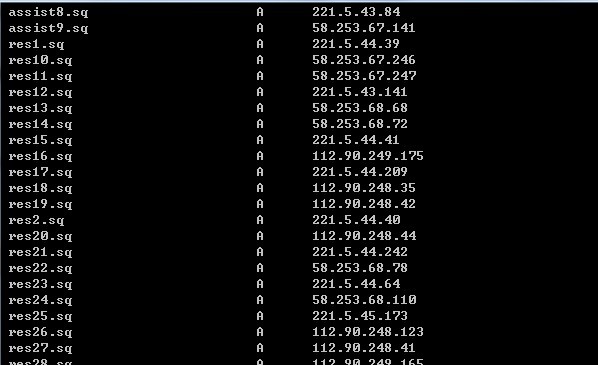 assist8.sq A 221.5.43.84
assist9.sq A 58.253.67.141
res1.sq A 221.5.44.39
res10.sq A 58.253.67.246
res11.sq A 58.253.67.247
res12.sq A 221.5.43.141
res13.sq A 58.253.68.68
res14.sq A 58.253.68.72
res15.sq A 221.5.44.41
res16.sq A 112.90.249.175
res17.sq A 221.5.44.209
res18.sq A 112.90.248.35
res19.sq A 112.90.248.42
res2.sq A 221.5.44.40
res20.sq A 112.90.248.44
res21.sq A 221.5.44.242
res22.sq A 58.253.68.78
res23.sq A 221.5.44.64
res24.sq A 58.253.68.110
res25.sq A 221.5.45.173
res26.sq A 112.90.248.123
res27.sq A 112.90.248.41
res28.sq A 112.90.249.165